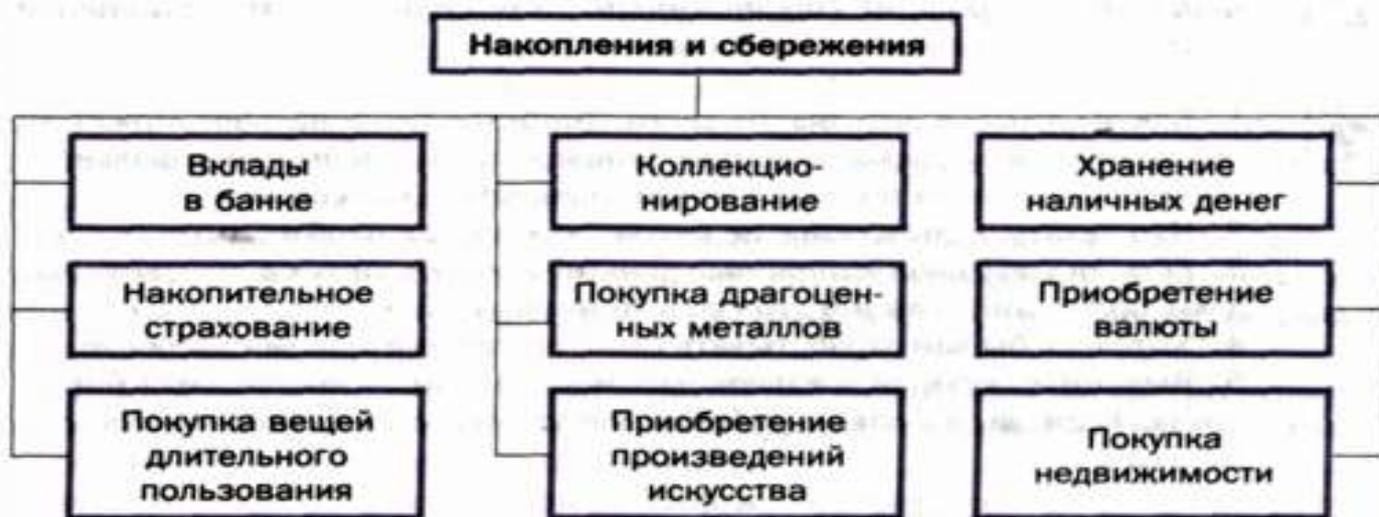 Накопления и сбережения
Вклады
в банке
Коллекцио-
нирование
Хранение
наличных денег
Накопительное
страхование
Покупка драгоцен-
ных металлов
Приобретение
валюты
Покупка вещей
длительного
пользования
Приобретение
произведений
искусства
Покупка
недвижимости